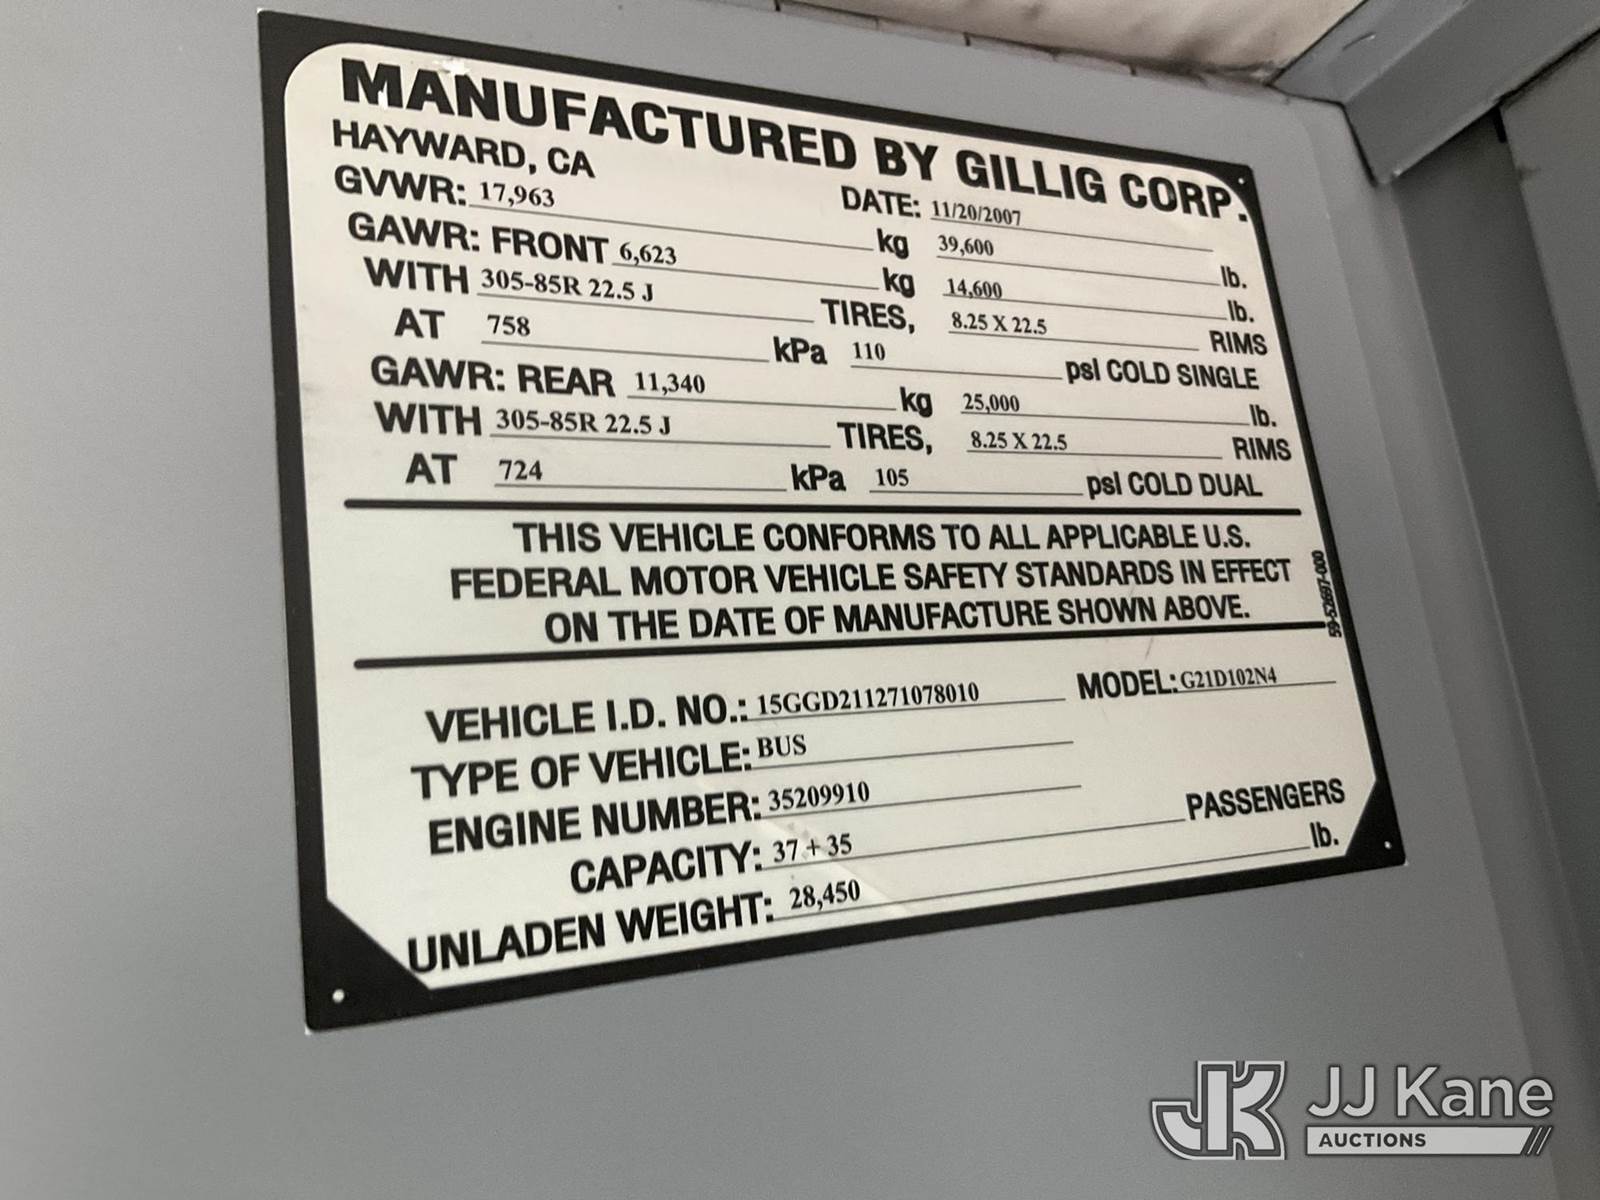 MANUFACTURED BY GILLIG CORP.
HAYWARD, CA DATE: 11/20/2007
GVWR: 17,963 kg 39,600 lb.
GAWR: FRONT 6,623 kg 14,600 lb.
WITH 305-85R 22.5 J TIRES, 8.25 X 22.5 RIMS
AT 758 kPa 110 psi COLD SINGLE
GAWR: REAR 11,340 kg 25,000 lb.
WITH 305-85R 22.5 J TIRES, 8.25 X 22.5 RIMS
AT 724 kPa 105 psi COLD DUAL
THIS VEHICLE CONFORMS TO ALL APPLICABLE U.S.
FEDERAL MOTOR VEHICLE SAFETY STANDARDS IN EFFECT
ON THE DATE OF MANUFACTURE SHOWN ABOVE.
59-52697-000
VEHICLE I.D. NO.: 15GGD211271078010 MODEL: G21D102N4
TYPE OF VEHICLE: BUS
ENGINE NUMBER: 35209910
CAPACITY: 37 + 35 PASSENGERS
UNLADEN WEIGHT: 28,450 lb.
JK JJ Kane
AUCTIONS